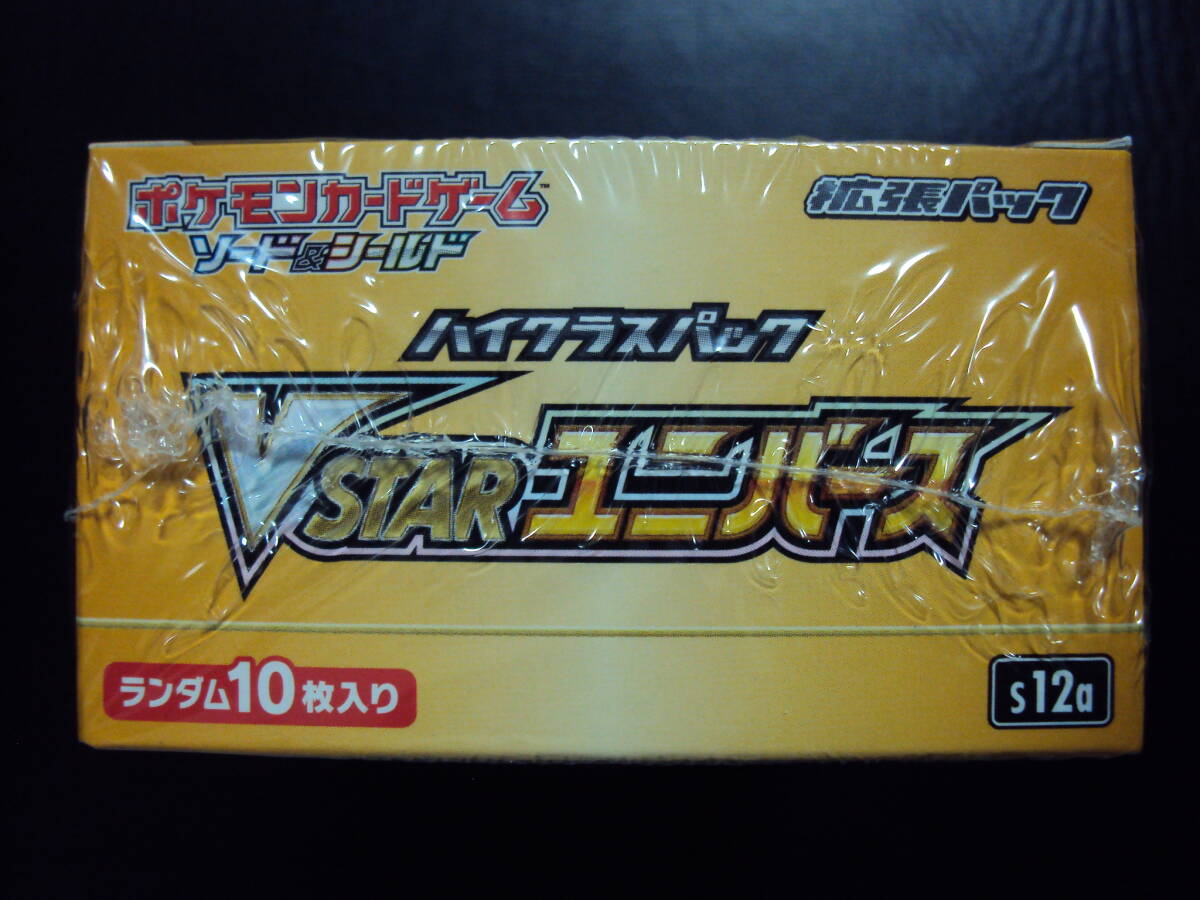 ポケモンカードゲーム™
ソード&シールド
拡張パック
ハイクラスパック
VSTARユニバース
ランダム10枚入り
s12a